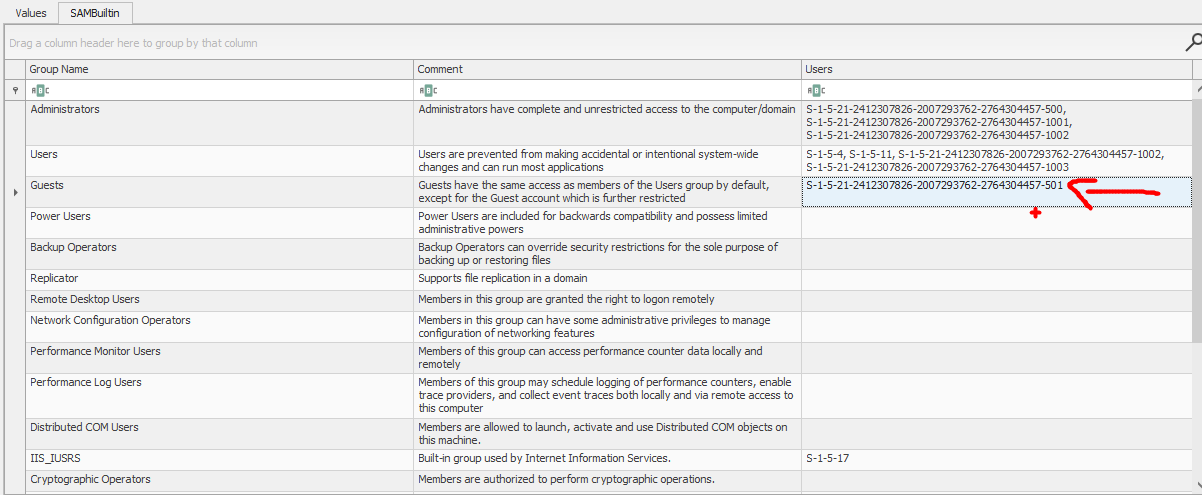 Values SAMBuiltin
Drag a column header here to group by that column
Group Name Comment Users
ABC ABC ABC
Administrators Administrators have complete and unrestricted access to the computer/domain S-1-5-21-2412307826-2007293762-2764304457-500,
S-1-5-21-2412307826-2007293762-2764304457-1001,
S-1-5-21-2412307826-2007293762-2764304457-1002
Users Users are prevented from making accidental or intentional system-wide S-1-5-4, S-1-5-11, S-1-5-21-2412307826-2007293762-2764304457-1002,
changes and can run most applications S-1-5-21-2412307826-2007293762-2764304457-1003
Guests Guests have the same access as members of the Users group by default, S-1-5-21-2412307826-2007293762-2764304457-501
except for the Guest account which is further restricted
Power Users Power Users are included for backwards compatibility and possess limited
administrative powers
Backup Operators Backup Operators can override security restrictions for the sole purpose of
backing up or restoring files
Replicator Supports file replication in a domain
Remote Desktop Users Members in this group are granted the right to logon remotely
Network Configuration Operators Members in this group can have some administrative privileges to manage
configuration of networking features
Performance Monitor Users Members of this group can access performance counter data locally and
remotely
Performance Log Users Members of this group may schedule logging of performance counters, enable
trace providers, and collect event traces both locally and via remote access to
this computer
Distributed COM Users Members are allowed to launch, activate and use Distributed COM objects on
this machine.
IIS_IUSRS Built-in group used by Internet Information Services. S-1-5-17
Cryptographic Operators Members are authorized to perform cryptographic operations.